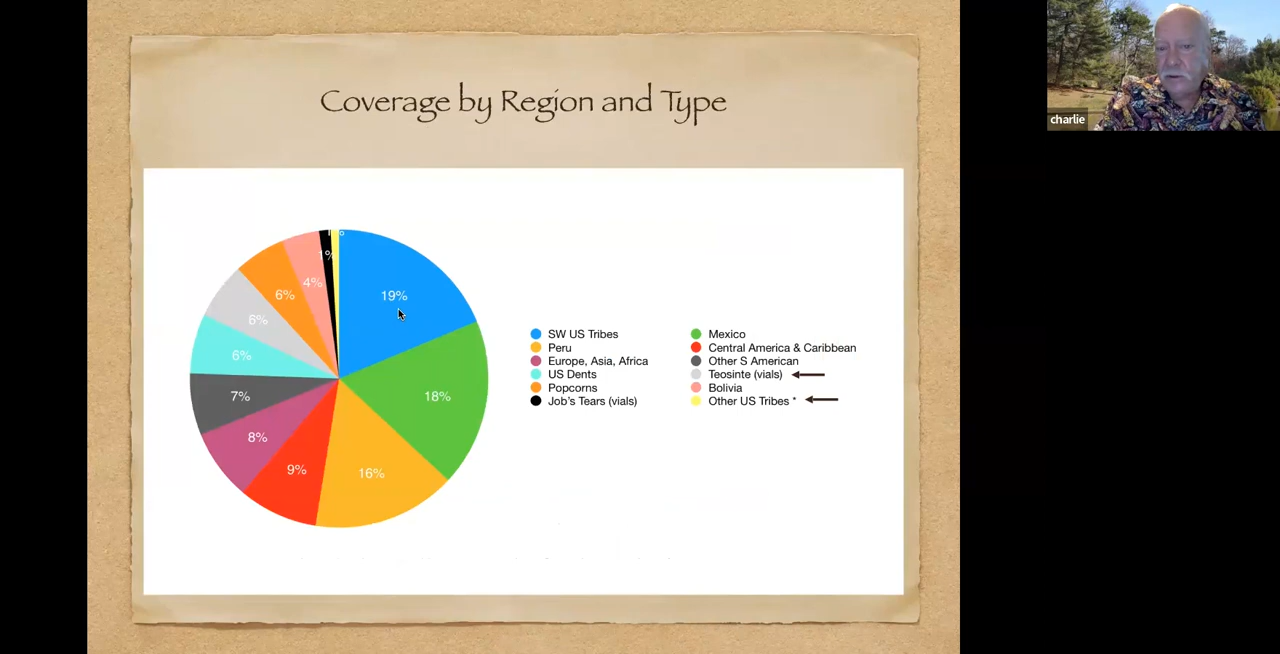 Coverage by Region and Type
charlie
1%
4%
6%
19%
6%
6%
18%
7%
8%
9%
16%
SW US Tribes
Mexico
Peru
Central America & Caribbean
Europe, Asia, Africa
Other S American
US Dents
Teosinte (vials)
Popcorns
Bolivia
Job's Tears (vials)
Other US Tribes *